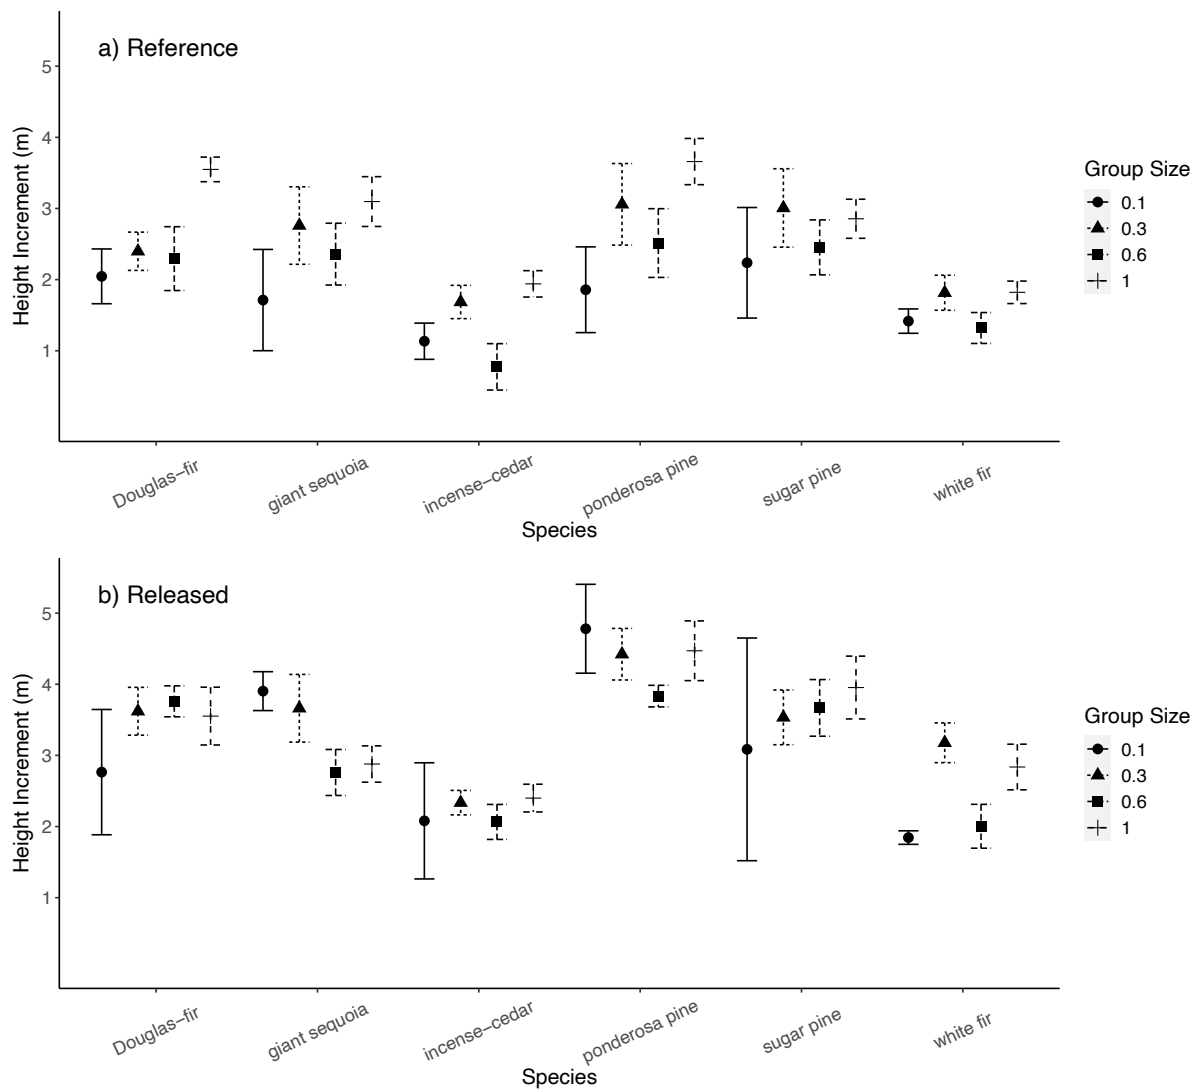 a) Reference
5
4
3
2
1
Height Increment (m)
Douglas−fir
giant sequoia
incense−cedar
ponderosa pine
sugar pine
white fir
Species
Group Size
0.1
0.3
0.6
1
b) Released
5
4
3
2
1
Height Increment (m)
Douglas−fir
giant sequoia
incense−cedar
ponderosa pine
sugar pine
white fir
Species
Group Size
0.1
0.3
0.6
1